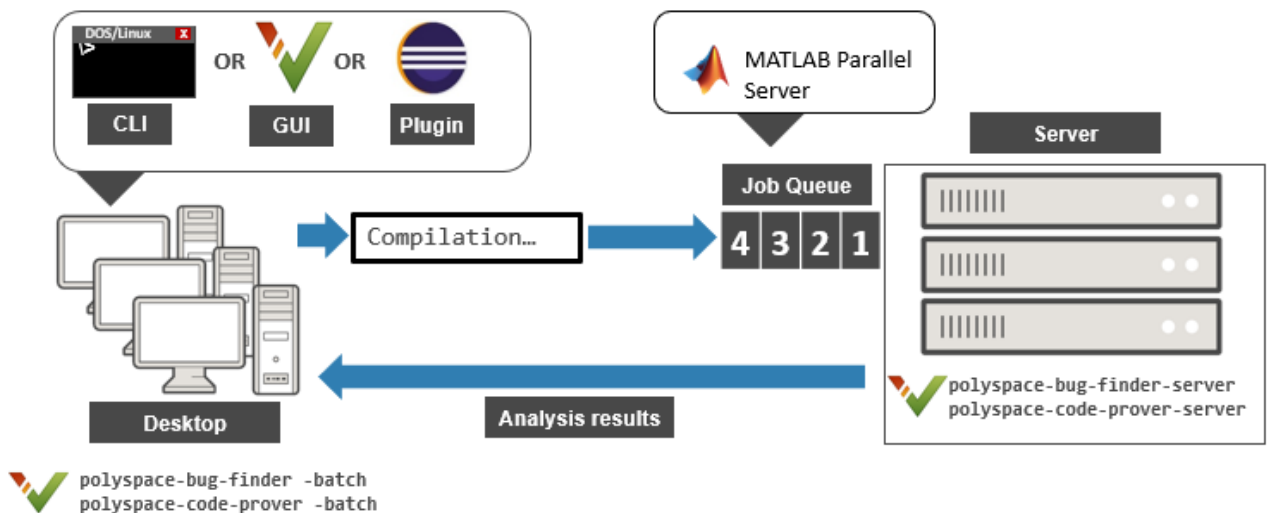 DOS/Linux X
\>
OR
OR
CLI
GUI
Plugin
MATLAB Parallel
Server
Server
Job Queue
4 3 2 1
Compilation…
Desktop
Analysis results
polyspace-bug-finder-server
polyspace-code-prover-server
polyspace-bug-finder -batch
polyspace-code-prover -batch